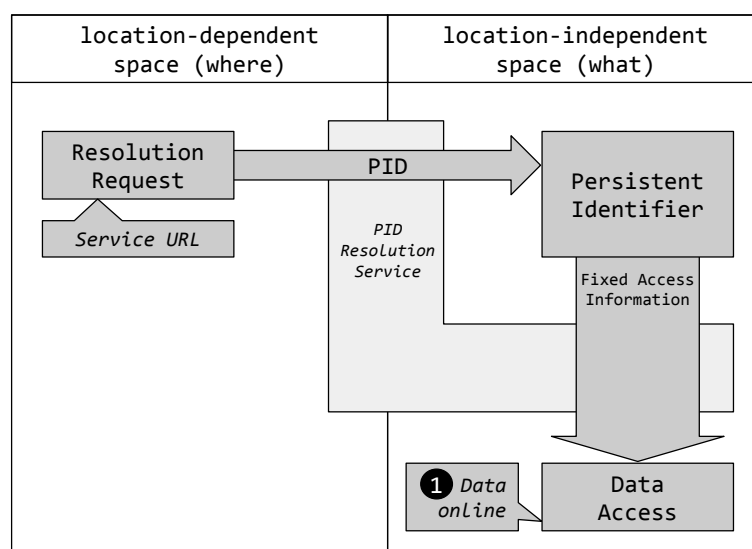 location-dependent
space (where)
location-independent
space (what)
Resolution
Request
PID
Persistent
Identifier
Service URL
PID
Resolution
Service
Fixed Access
Information
1 Data
online
Data
Access